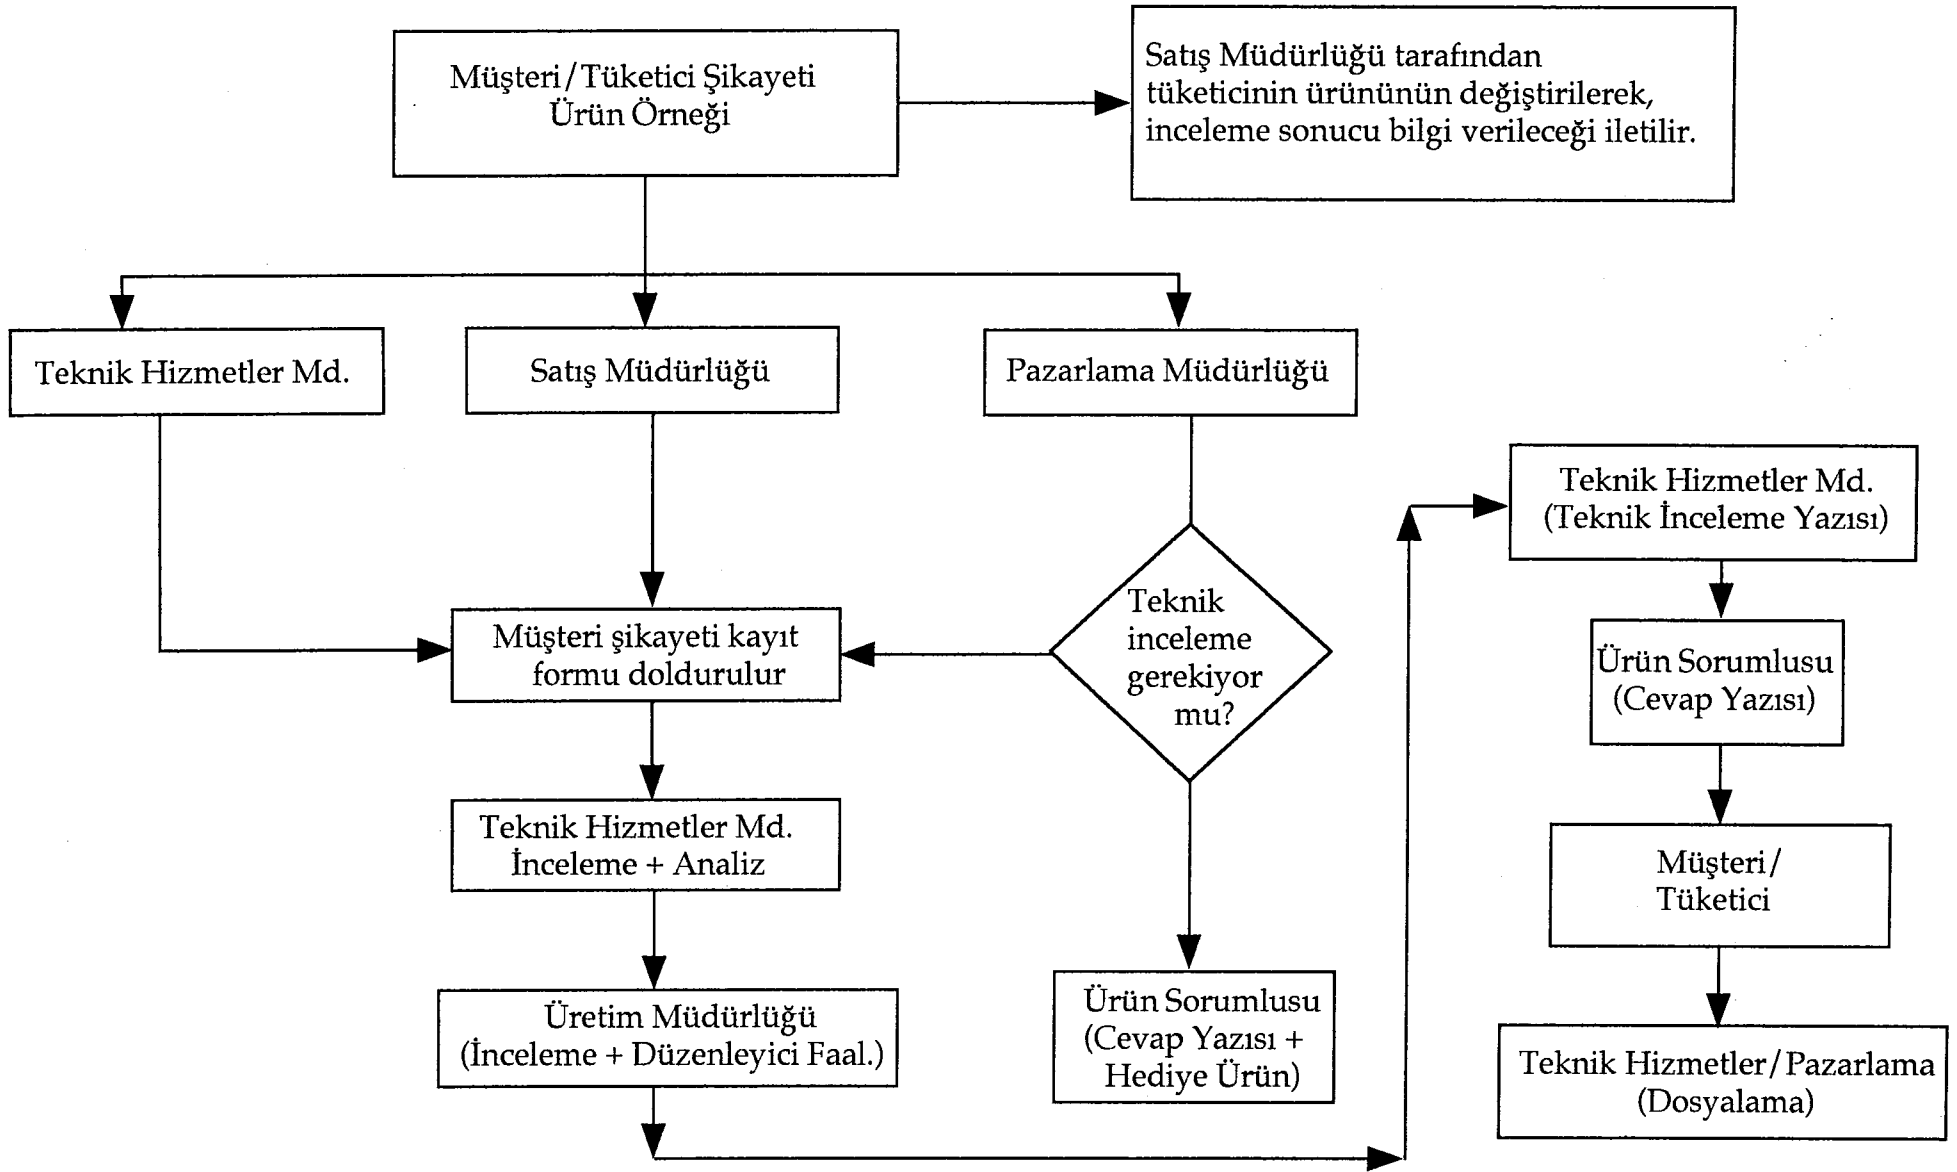 Müşteri/Tüketici Şikayeti
Ürün Örneği
Satış Müdürlüğü tarafından
tüketicinin ürününün değiştirilerek,
inceleme sonucu bilgi verileceği iletilir.
Teknik Hizmetler Md.
Satış Müdürlüğü
Pazarlama Müdürlüğü
Teknik
inceleme
gerekiyor
mu?
Müşteri şikayeti kayıt
formu doldurulur
Teknik Hizmetler Md.
İnceleme + Analiz
Üretim Müdürlüğü
(İnceleme + Düzenleyici Faal.)
Ürün Sorumlusu
(Cevap Yazısı +
Hediye Ürün)
Teknik Hizmetler Md.
(Teknik İnceleme Yazısı)
Ürün Sorumlusu
(Cevap Yazısı)
Müşteri/
Tüketici
Teknik Hizmetler/Pazarlama
(Dosyalama)